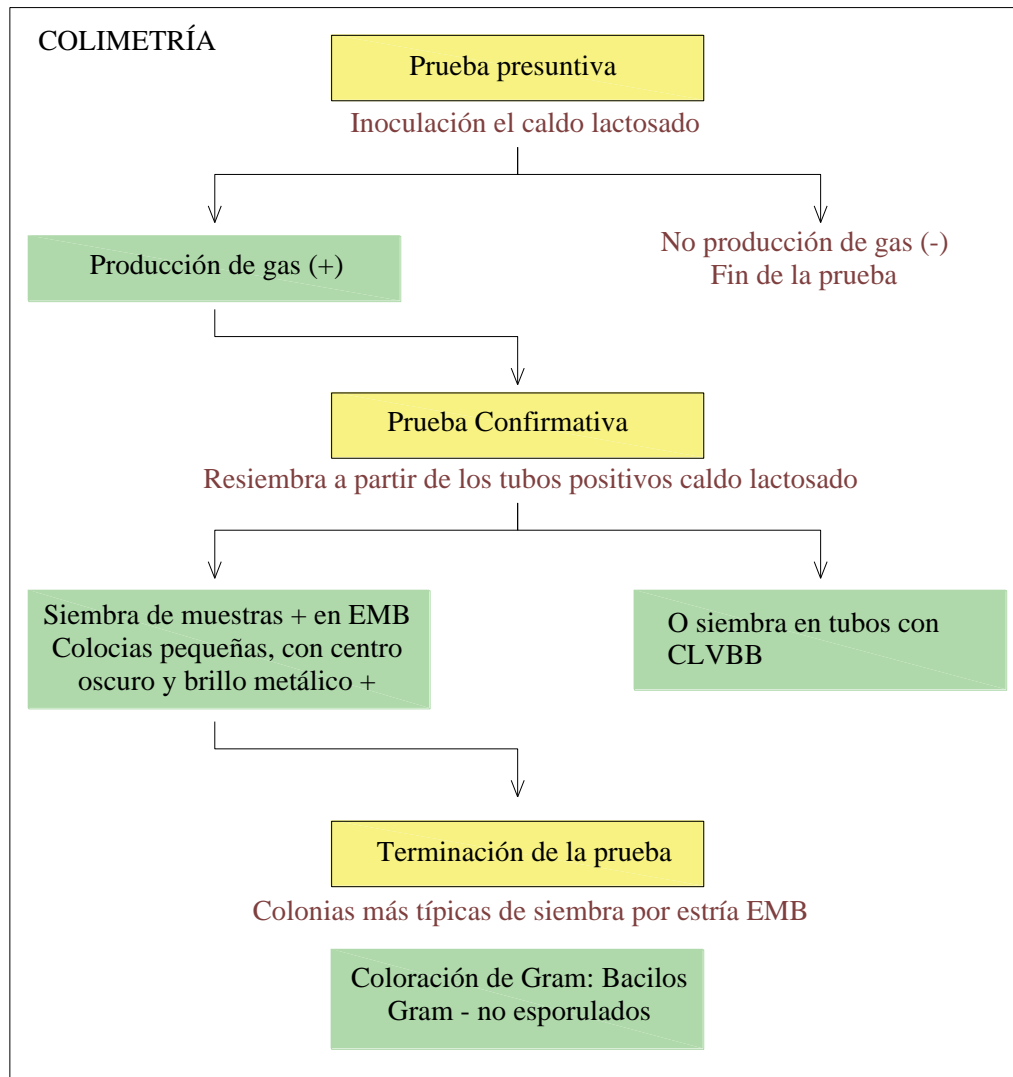 COLIMETRÍA
Prueba presuntiva
Inoculación el caldo lactosado
Producción de gas (+)
No producción de gas (-)
Fin de la prueba
Prueba Confirmativa
Resiembra a partir de los tubos positivos caldo lactosado
Siembra de muestras + en EMB
Colocias pequeñas, con centro
oscuro y brillo metálico +
O siembra en tubos con
CLVBB
Terminación de la prueba
Colonias más típicas de siembra por estría EMB
Coloración de Gram: Bacilos
Gram - no esporulados